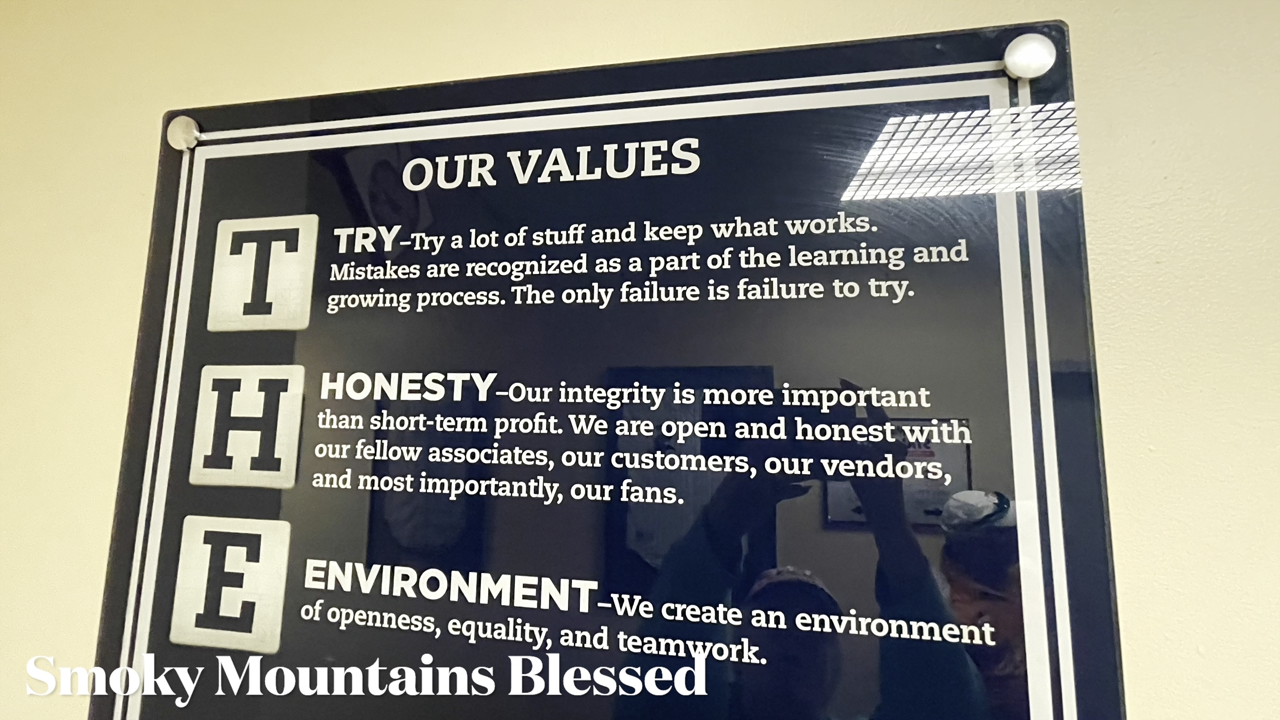 OUR VALUES
T
TRY–Try a lot of stuff and keep what works.
Mistakes are recognized as a part of the learning and
growing process. The only failure is failure to try.
H
HONESTY–Our integrity is more important
than short-term profit. We are open and honest with
our fellow associates, our customers, our vendors,
and most importantly, our fans.
E
ENVIRONMENT–We create an environment
of openness, equality, and teamwork.
Smoky Mountains Blessed